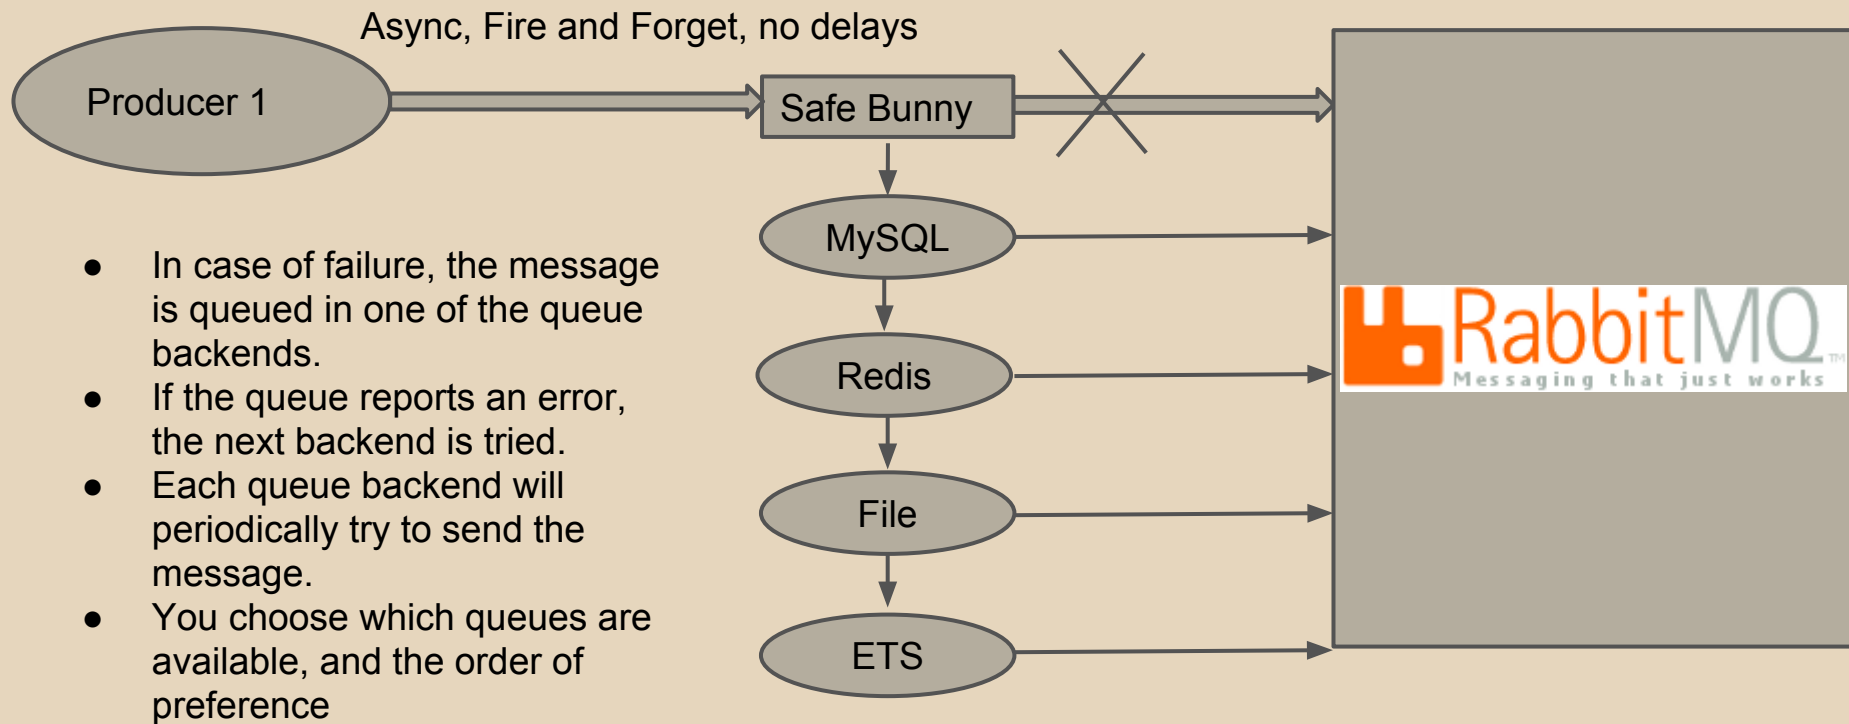 Async, Fire and Forget, no delays
Producer 1
Safe Bunny
MySQL
Redis
File
ETS
● In case of failure, the message
is queued in one of the queue
backends.
● If the queue reports an error,
the next backend is tried.
● Each queue backend will
periodically try to send the
message.
● You choose which queues are
available, and the order of
preference
RabbitMQ™
Messaging that just works